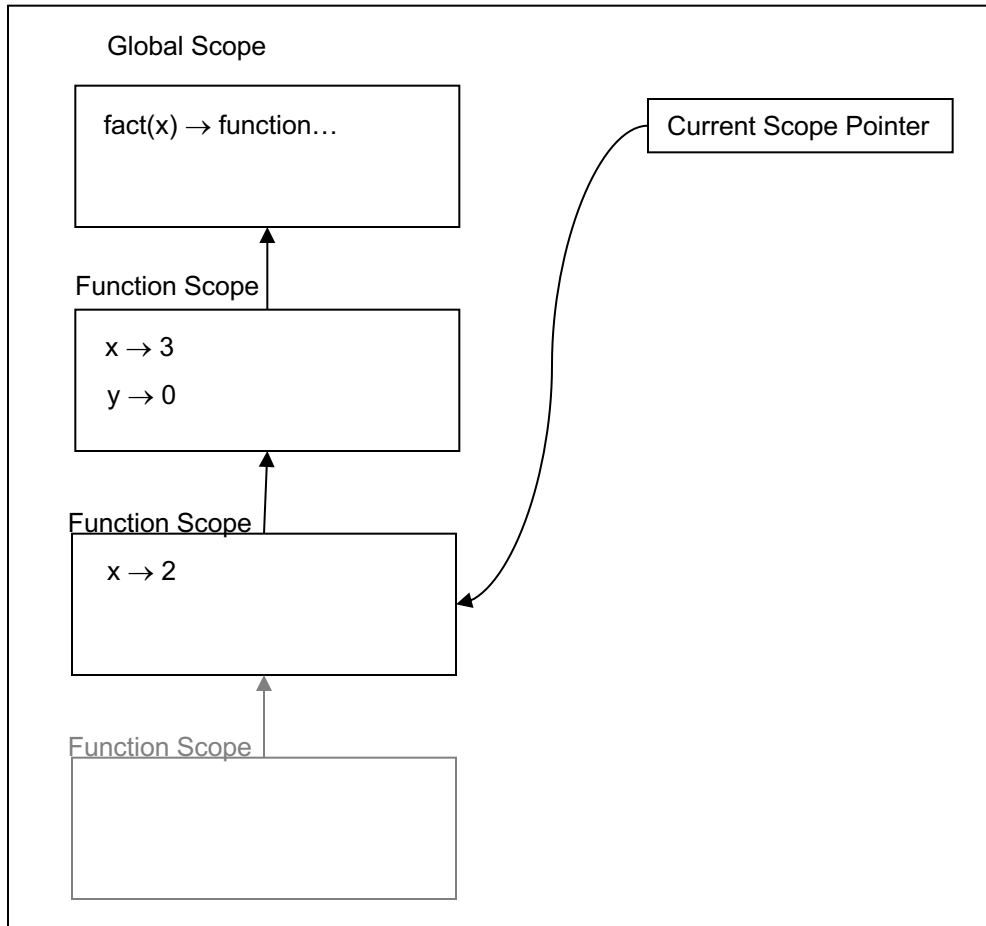 Global Scope
fact(x) → function…
Current Scope Pointer
Function Scope
x → 3
y → 0
Function Scope
x → 2
Function Scope